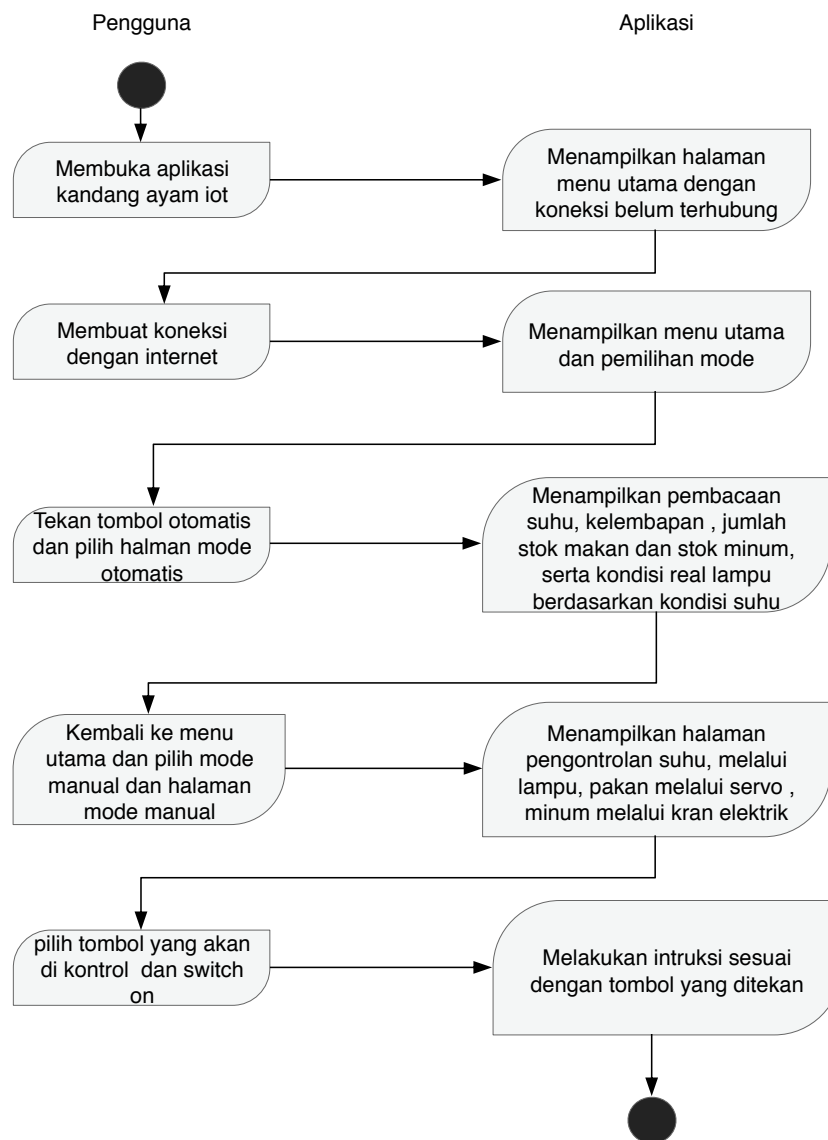 Pengguna
Aplikasi
Membuka aplikasi
kandang ayam iot
Menampilkan halaman
menu utama dengan
koneksi belum terhubung
Membuat koneksi
dengan internet
Menampilkan menu utama
dan pemilihan mode
Tekan tombol otomatis
dan pilih halman mode
otomatis
Menampilkan pembacaan
suhu, kelembapan , jumlah
stok makan dan stok minum,
serta kondisi real lampu
berdasarkan kondisi suhu
Kembali ke menu
utama dan pilih mode
manual dan halaman
mode manual
Menampilkan halaman
pengontrolan suhu, melalui
lampu, pakan melalui servo ,
minum melalui kran elektrik
pilih tombol yang akan
di kontrol  dan switch
on
Melakukan intruksi sesuai
dengan tombol yang ditekan